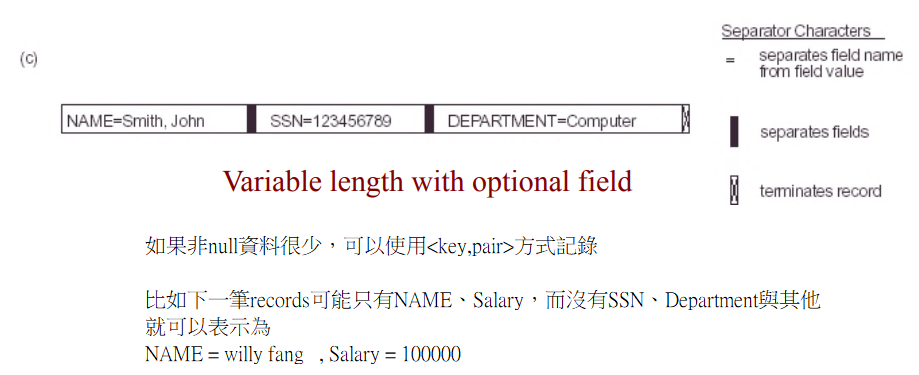 (c)
NAME=Smith, John
SSN=123456789
DEPARTMENT=Computer
Separator Characters
= separates field name
from field value
separates fields
terminates record
Variable length with optional field
如果非null資料很少，可以使用<key,pair>方式記錄
比如下一筆records可能只有NAME、Salary，而沒有SSN、Department與其他
就可以表示為
NAME = willy fang , Salary = 100000